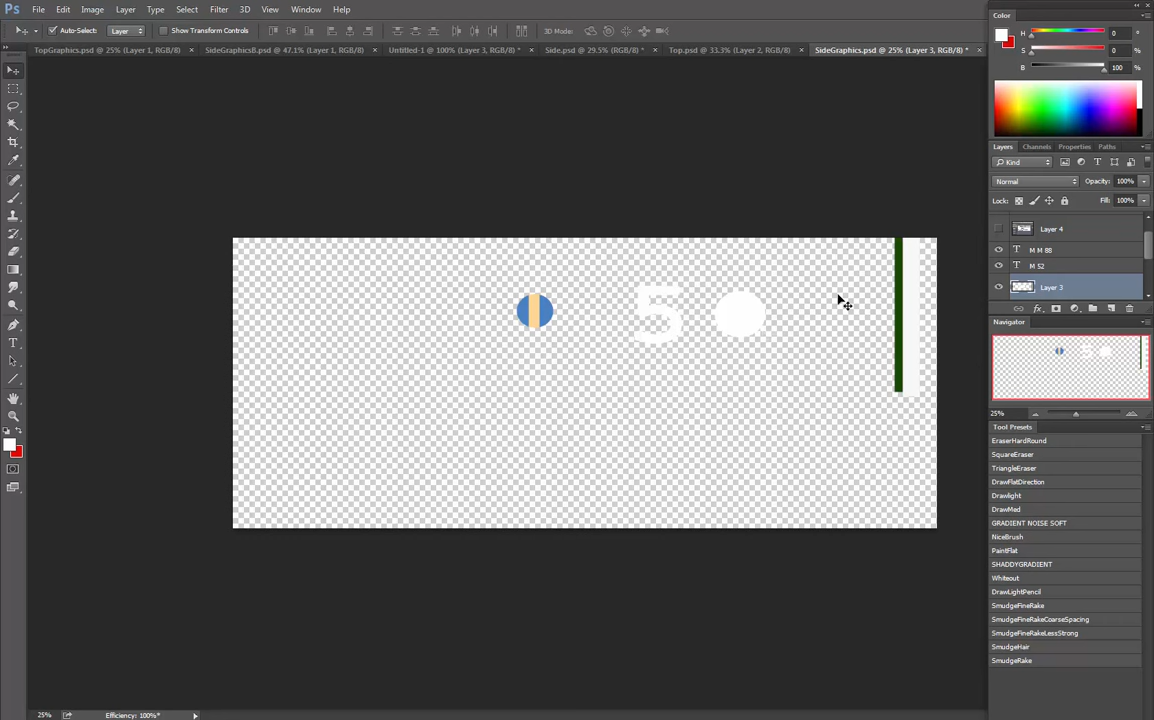 Ps File Edit Image Layer Type Select Filter 3D View Window Help
Auto-Select: Layer Show Transform Controls 3D Mode:
TopGraphics.psd @ 25% (Layer 1, RGB/8) × SideGraphicsB.psd @ 47.1% (Layer 1, RGB/8) × Untitled-1 @ 100% (Layer 3, RGB/8) * × Side.psd @ 29.5% (RGB/8) * × Top.psd @ 33.3% (Layer 2, RGB/8) × SideGraphics.psd @ 25% (Layer 3, RGB/8) * ×
5
Color
H 0 °
S 0 %
B 100 %
Layers Channels Properties Paths
Kind
Normal Opacity: 100%
Lock: Fill: 100%
Layer 4
M M 88
M 52
Layer 3
Navigator
5
25%
Tool Presets
EraserHardRound
SquareEraser
TriangleEraser
DrawFlatDirection
Drawlight
DrawMed
GRADIENT NOISE SOFT
NiceBrush
PaintFlat
SHADDYGRADIENT
Whiteout
DrawLightPencil
SmudgeFineRake
SmudgeFineRakeCoarseSpacing
SmudgeFineRakeLessStrong
SmudgeHair
SmudgeRake
25% Efficiency: 100%*